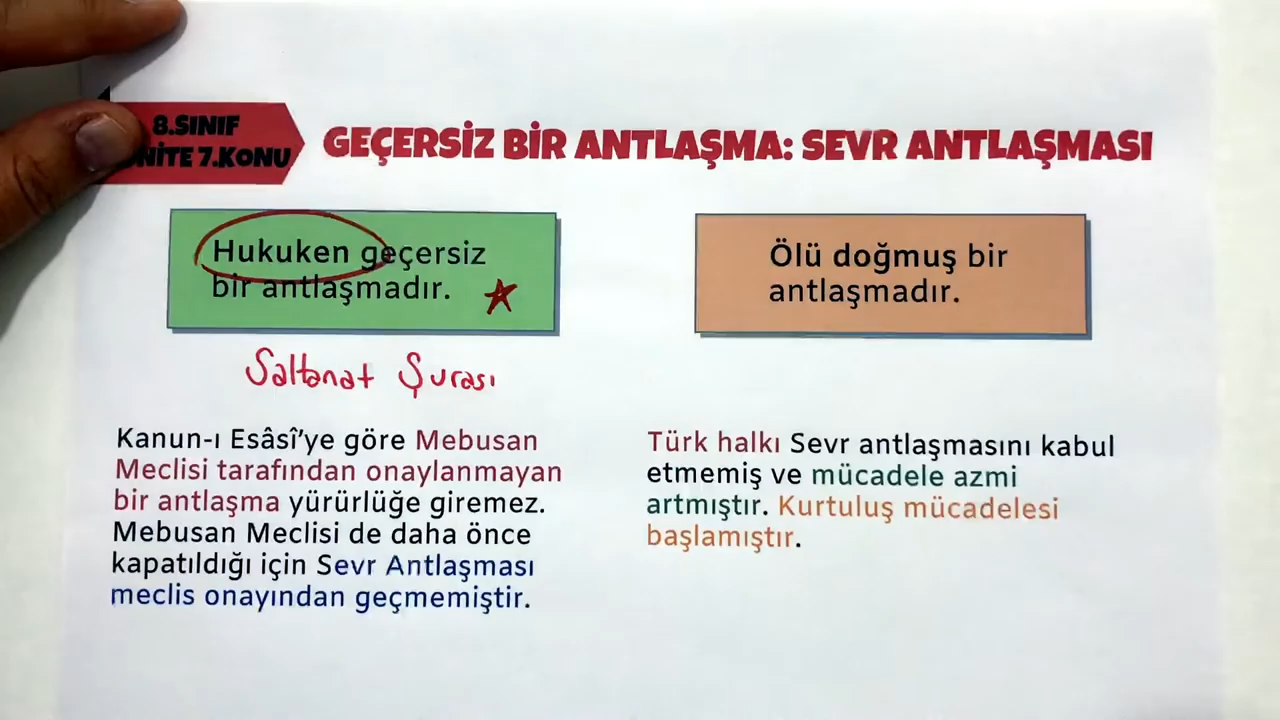 8.SINIF
NİTE 7.KONU
GEÇERSİZ BİR ANTLAŞMA: SEVR ANTLAŞMASI
Hukuken geçersiz
bir antlaşmadır.
Saltanat Şurası
Kanun-ı Esâsî'ye göre Mebusan
Meclisi tarafından onaylanmayan
bir antlaşma yürürlüğe giremez.
Mebusan Meclisi de daha önce
kapatıldığı için Sevr Antlaşması
meclis onayından geçmemiştir.
Ölü doğmuş bir
antlaşmadır.
Türk halkı Sevr antlaşmasını kabul
etmemiş ve mücadele azmi
artmıştır. Kurtuluş mücadelesi
başlamıştır.